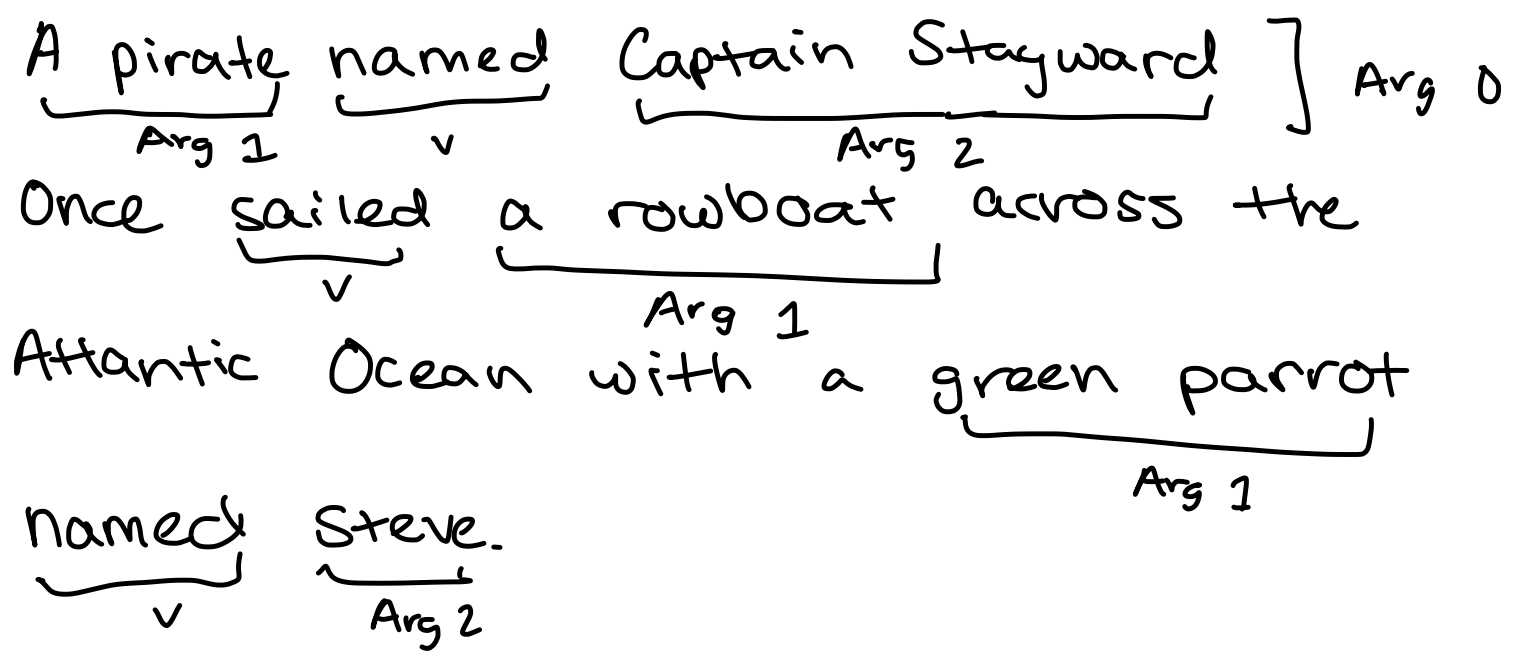 A pirate named Captain Stayward ] Arg 0
Arg 1 v Arg 2
Once sailed a rowboat across the
v Arg 1
Atlantic Ocean with a green parrot
Arg 1
named Steve.
v Arg 2